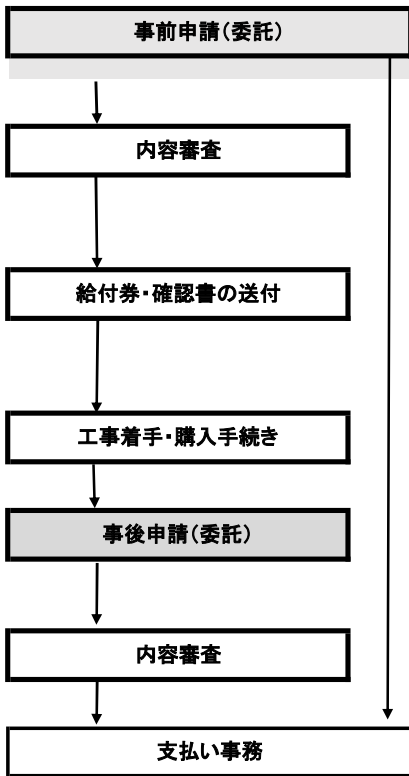 事前申請(委託)
内容審査
給付券・確認書の送付
工事着手・購入手続き
事後申請(委託)
内容審査
支払い事務